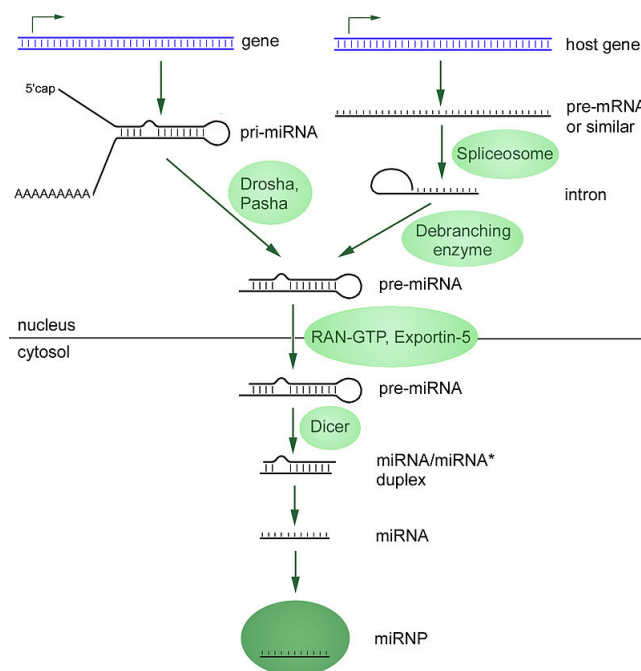 gene
host gene
5'cap
pri-miRNA
pre-mRNA
or similar
Spliceosome
AAAAAAAAA
Drosha,
Pasha
intron
Debranching
enzyme
pre-miRNA
nucleus
RAN-GTP, Exportin-5
cytosol
pre-miRNA
Dicer
miRNA/miRNA*
duplex
miRNA
miRNP